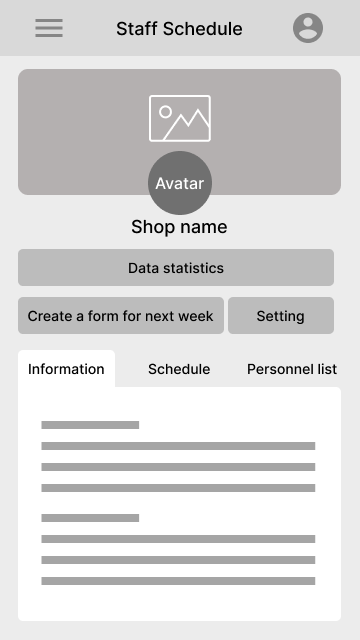 Staff Schedule
Avatar
Shop name
Data statistics
Create a form for next week
Setting
Information
Schedule
Personnel list